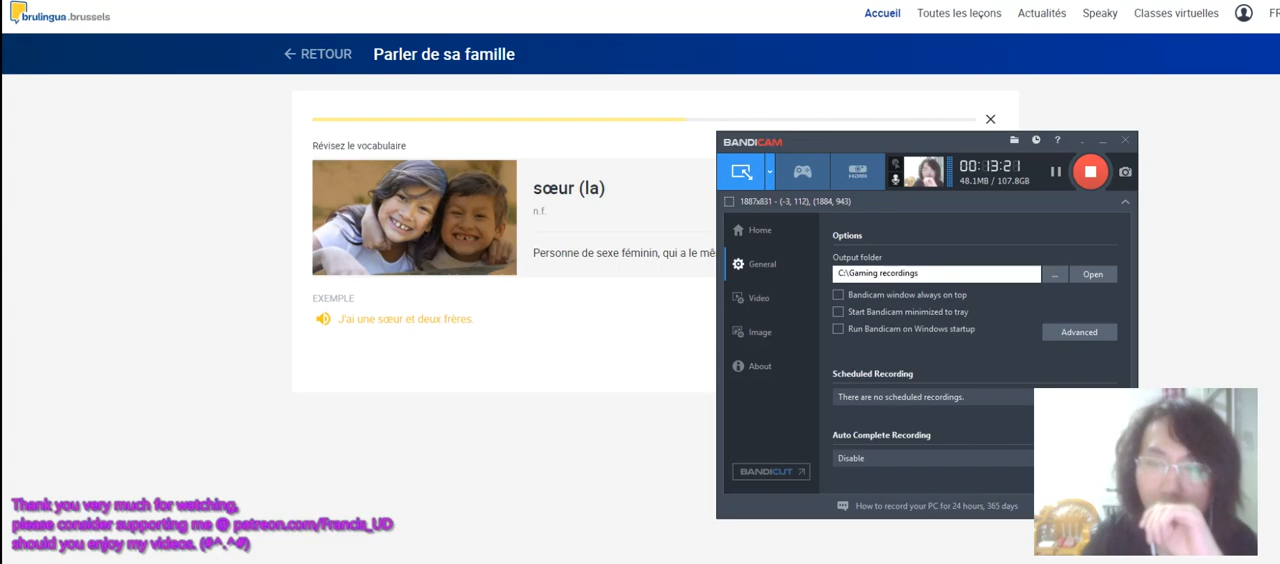 brulingua.brussels
Accueil Toutes les leçons Actualités Speaky Classes virtuelles FR
← RETOUR Parler de sa famille
Révisez le vocabulaire
sœur (la)
n.f.
Personne de sexe féminin, qui a le mê
EXEMPLE
J'ai une sœur et deux frères.
BANDICAM
?
HDMI
00:13:21
48.1MB / 107.8GB
1887x831 - (-3, 112), (1884, 943)
Home
General
Video
Image
About
BANDICUT
Options
Output folder
C:\Gaming recordings
... Open
Bandicam window always on top
Start Bandicam minimized to tray
Run Bandicam on Windows startup
Advanced
Scheduled Recording
There are no scheduled recordings.
Auto Complete Recording
Disable
How to record your PC for 24 hours, 365 days
Thank you very much for watching,
please consider supporting me @ patreon.com/Francis_UD
should you enjoy my videos. (#^.^#)